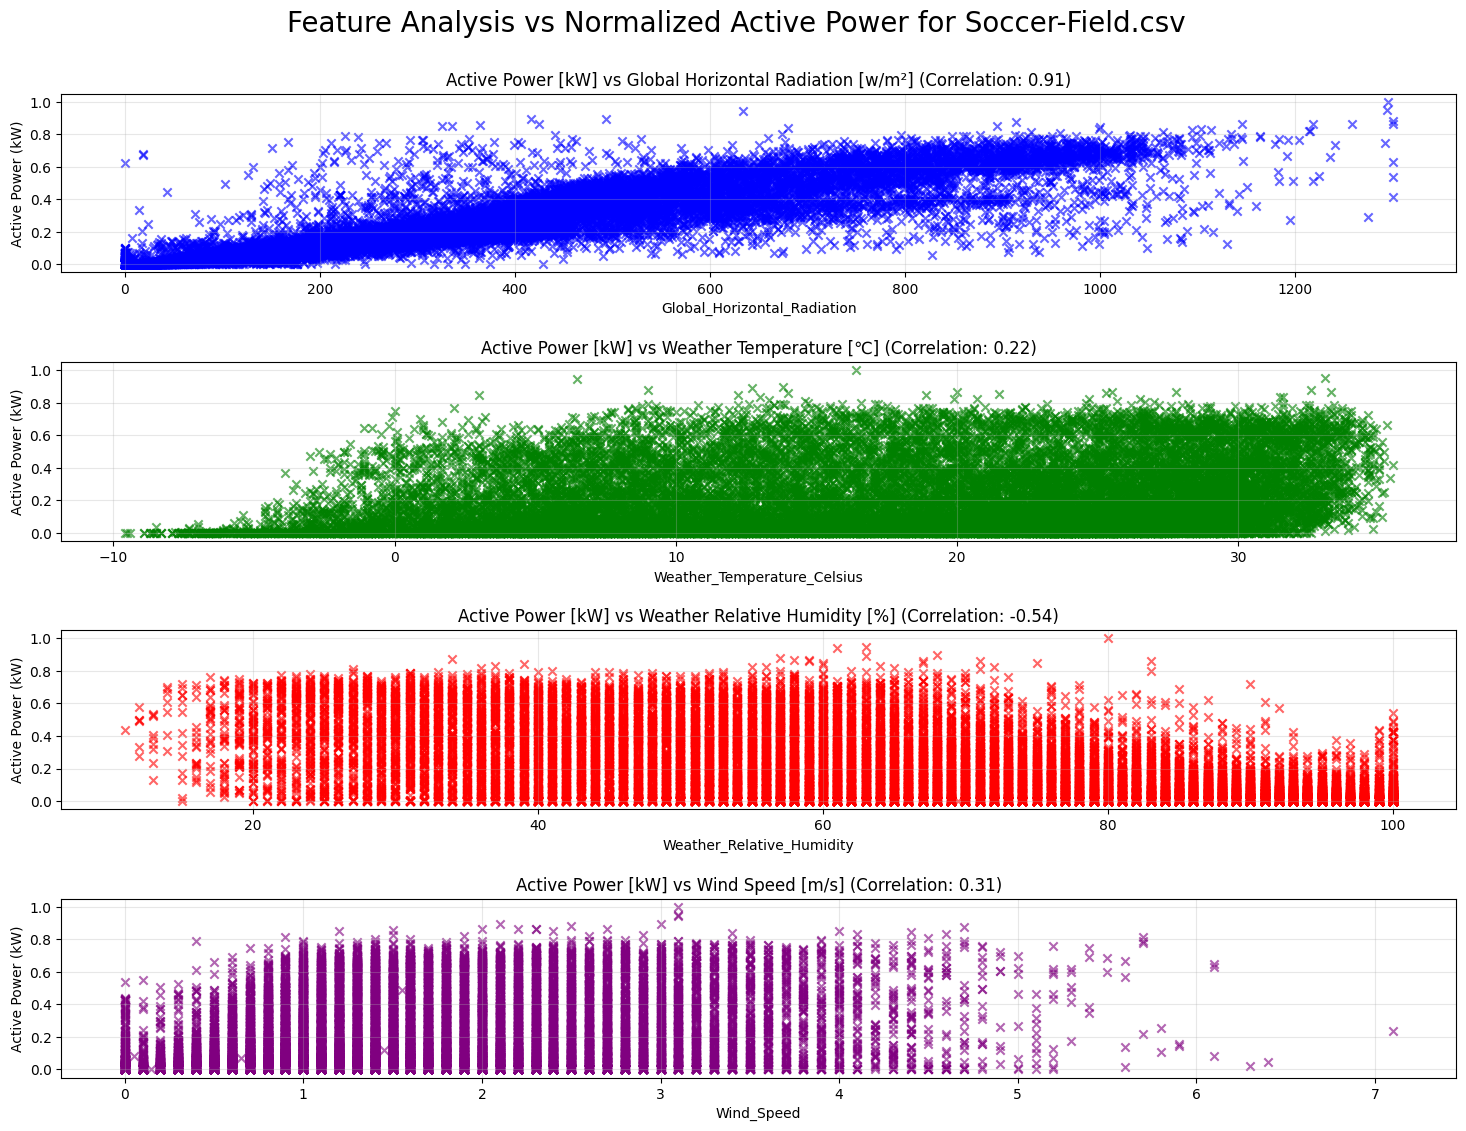 Feature Analysis vs Normalized Active Power for Soccer-Field.csv
Active Power [kW] vs Global Horizontal Radiation [w/m²] (Correlation: 0.91)
Active Power (kW)
1.0
0.8
0.6
0.4
0.2
0.0
0 200 400 600 800 1000 1200
Global_Horizontal_Radiation
Active Power [kW] vs Weather Temperature [℃] (Correlation: 0.22)
Active Power (kW)
1.0
0.8
0.6
0.4
0.2
0.0
−10 0 10 20 30
Weather_Temperature_Celsius
Active Power [kW] vs Weather Relative Humidity [%] (Correlation: -0.54)
Active Power (kW)
1.0
0.8
0.6
0.4
0.2
0.0
20 40 60 80 100
Weather_Relative_Humidity
Active Power [kW] vs Wind Speed [m/s] (Correlation: 0.31)
Active Power (kW)
1.0
0.8
0.6
0.4
0.2
0.0
0 1 2 3 4 5 6 7
Wind_Speed